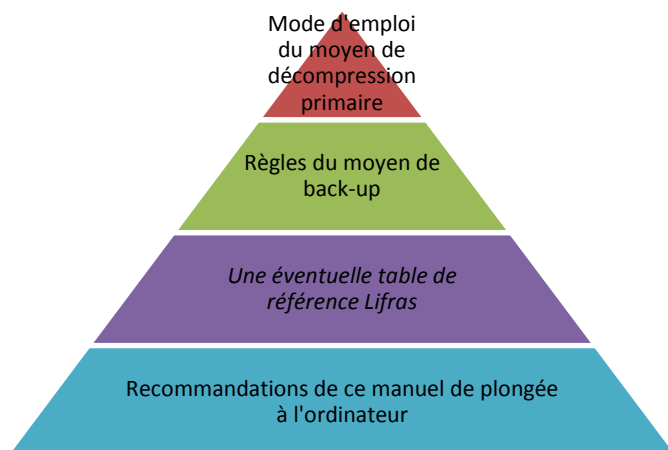 Mode d'emploi
du moyen de
décompression
primaire
Règles du moyen de
back-up
Une éventuelle table de
référence Lifras
Recommandations de ce manuel de plongée
à l'ordinateur